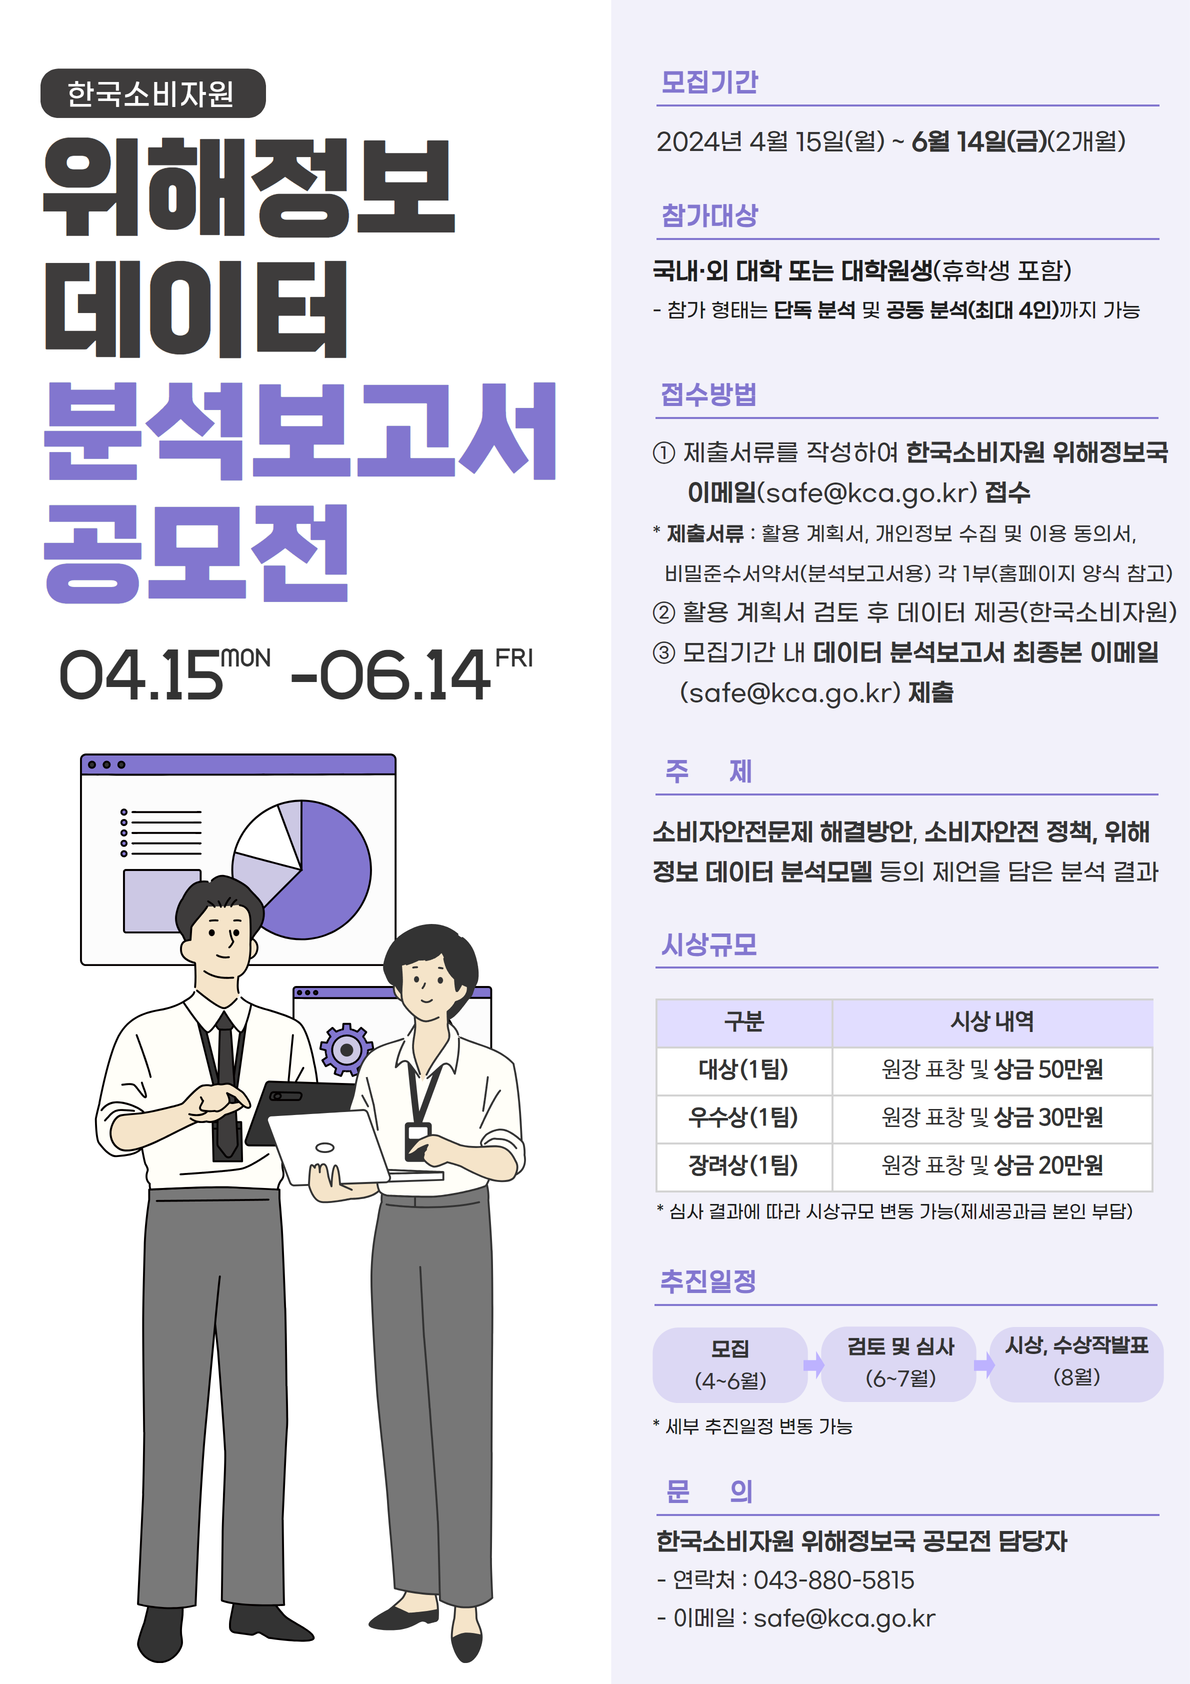 한국소비자원
위해정보
데이터
분석보고서
공모전
04.15MON -06.14 FRI
모집기간
2024년 4월 15일(월) ~ 6월 14일(금)(2개월)
참가대상
국내·외 대학 또는 대학원생(휴학생 포함)
- 참가 형태는 단독 분석 및 공동 분석(최대 4인)까지 가능
접수방법
① 제출서류를 작성하여 한국소비자원 위해정보국
이메일(safe@kca.go.kr) 접수
* 제출서류 : 활용 계획서, 개인정보 수집 및 이용 동의서,
비밀준수서약서(분석보고서용) 각 1부(홈페이지 양식 참고)
② 활용 계획서 검토 후 데이터 제공(한국소비자원)
③ 모집기간 내 데이터 분석보고서 최종본 이메일
(safe@kca.go.kr) 제출
주 제
소비자안전문제 해결방안, 소비자안전 정책, 위해
정보 데이터 분석모델 등의 제언을 담은 분석 결과
시상규모
구분 시상 내역
대상(1팀) 원장 표창 및 상금 50만원
우수상(1팀) 원장 표창 및 상금 30만원
장려상(1팀) 원장 표창 및 상금 20만원
* 심사 결과에 따라 시상규모 변동 가능(제세공과금 본인 부담)
추진일정
모집 검토 및 심사 시상, 수상작발표
(4~6월) (6~7월) (8월)
* 세부 추진일정 변동 가능
문 의
한국소비자원 위해정보국 공모전 담당자
- 연락처 : 043-880-5815
- 이메일 : safe@kca.go.kr